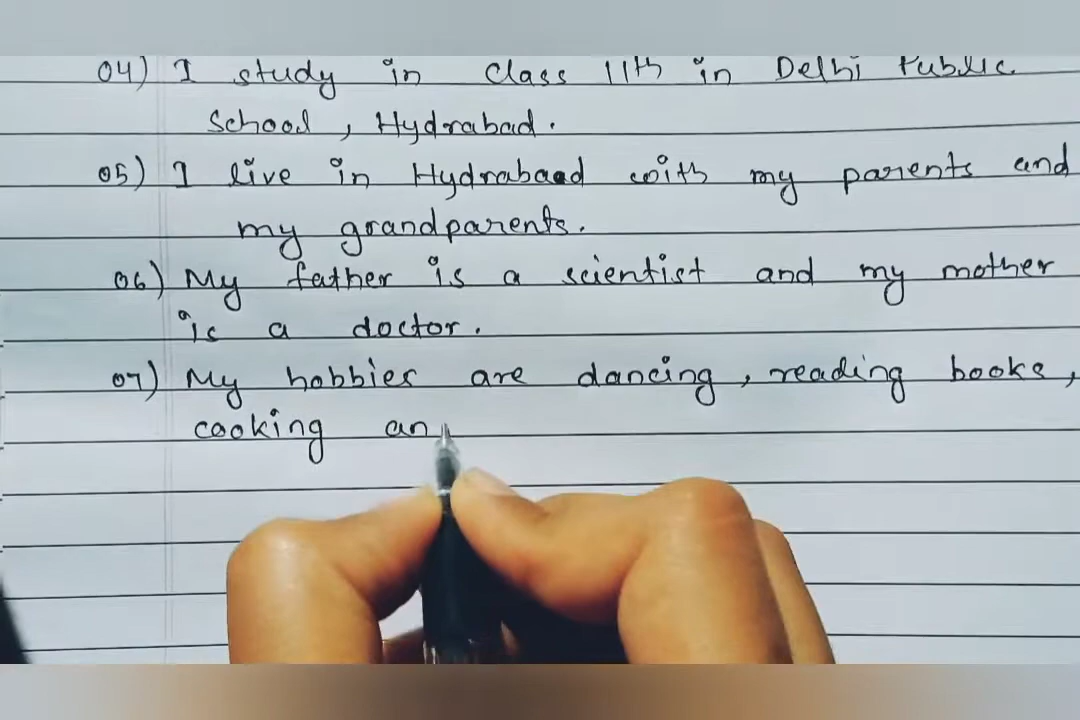 04) I study in Class 11th in Delhi Public
School, Hydrabad.
05) I live in Hydrabad with my parents and
my grandparents.
06) My father is a scientist and my mother
is a doctor.
07) My hobbies are dancing, reading books,
cooking an